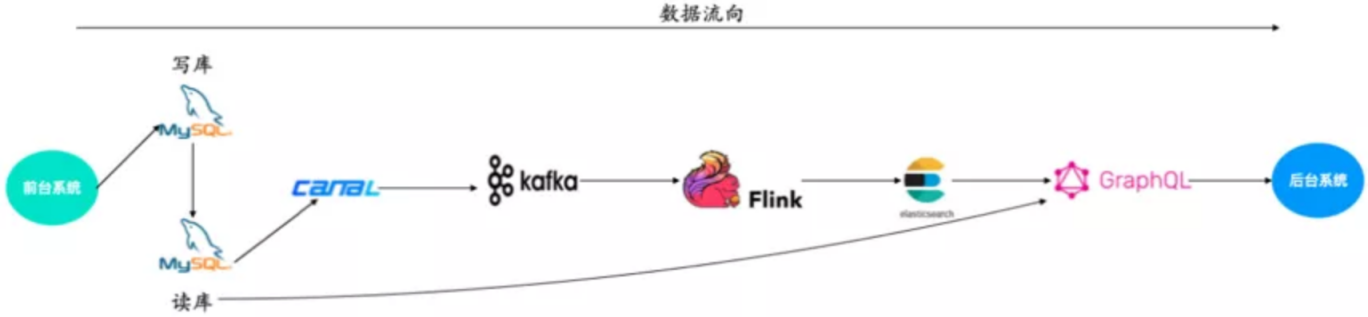 数据流向
写库
MySQL
前台系统
canal
kafka
Flink
elasticsearch
GraphQL
后台系统
MySQL
读库